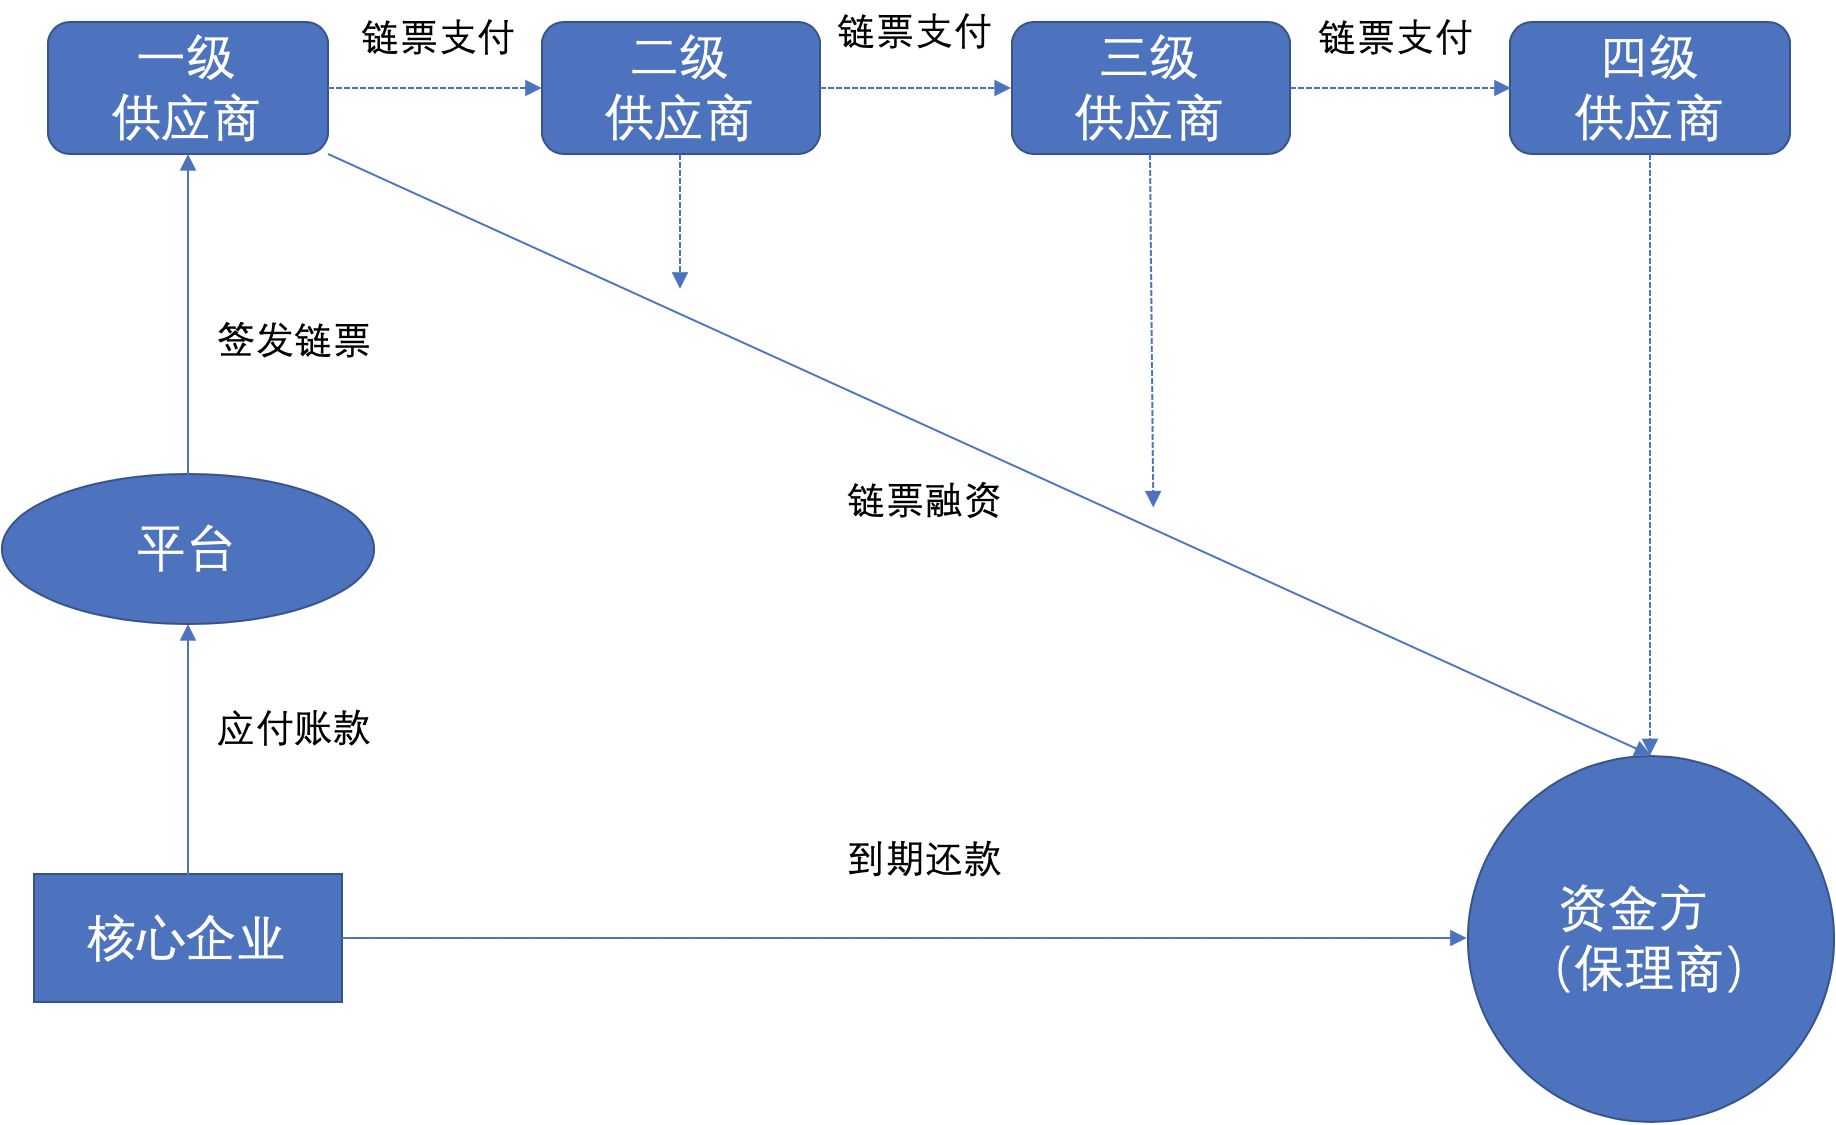 一级
供应商
链票支付
二级
供应商
链票支付
三级
供应商
链票支付
四级
供应商
签发链票
链票融资
平台
应付账款
到期还款
核心企业
资金方
（保理商）